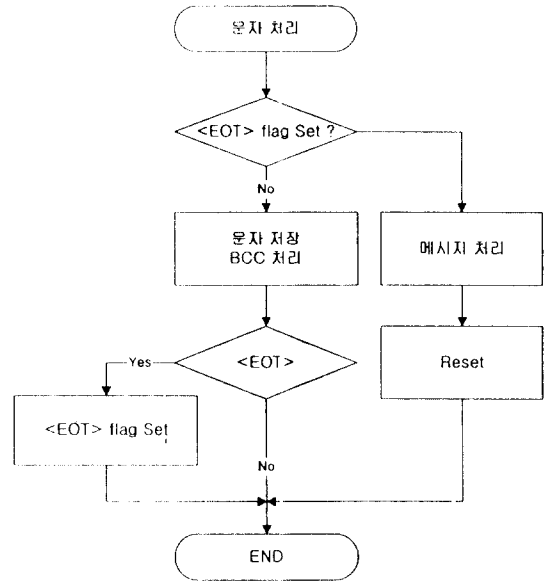 문자 처리
<EOT> flag Set ?
No
문자 저장
BCC 처리
메시지 처리
<EOT>
Yes
Reset
<EOT> flag Set
No
END